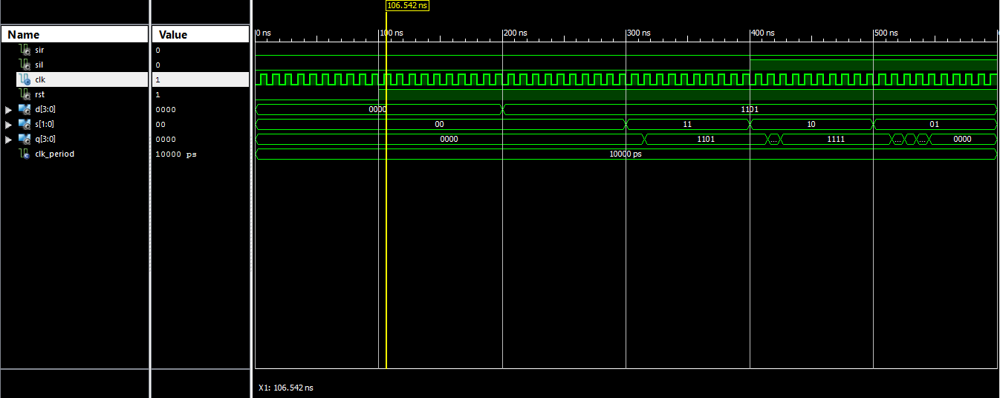 106.542 ns
Name Value
0 ns 100 ns 200 ns 300 ns 400 ns 500 ns
sir 0
sil 0
clk 1
rst 1
d[3:0] 0000 0000 1101
s[1:0] 00 00 11 10 01
q[3:0] 0000 0000 1101 ... 1111 ... ... 0000
clk_period 10000 ps 10000 ps
X1: 106.542 ns